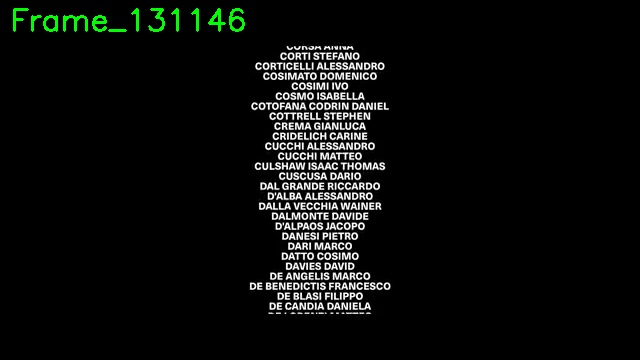 Frame_131146
CORSA ANNA
CORTI STEFANO
CORTICELLI ALESSANDRO
COSIMATO DOMENICO
COSIMI IVO
COSMO ISABELLA
COTOFANA CODRIN DANIEL
COTTRELL STEPHEN
CREMA GIANLUCA
CRIDELICH CARINE
CUCCHI ALESSANDRO
CUCCHI MATTEO
CULSHAW ISAAC THOMAS
CUSCUSA DARIO
DAL GRANDE RICCARDO
D'ALBA ALESSANDRO
DALLA VECCHIA WAINER
DALMONTE DAVIDE
D'ALPAOS JACOPO
DANESI PIETRO
DARI MARCO
DATTO COSIMO
DAVIES DAVID
DE ANGELIS MARCO
DE BENEDICTIS FRANCESCO
DE BLASI FILIPPO
DE CANDIA DANIELA